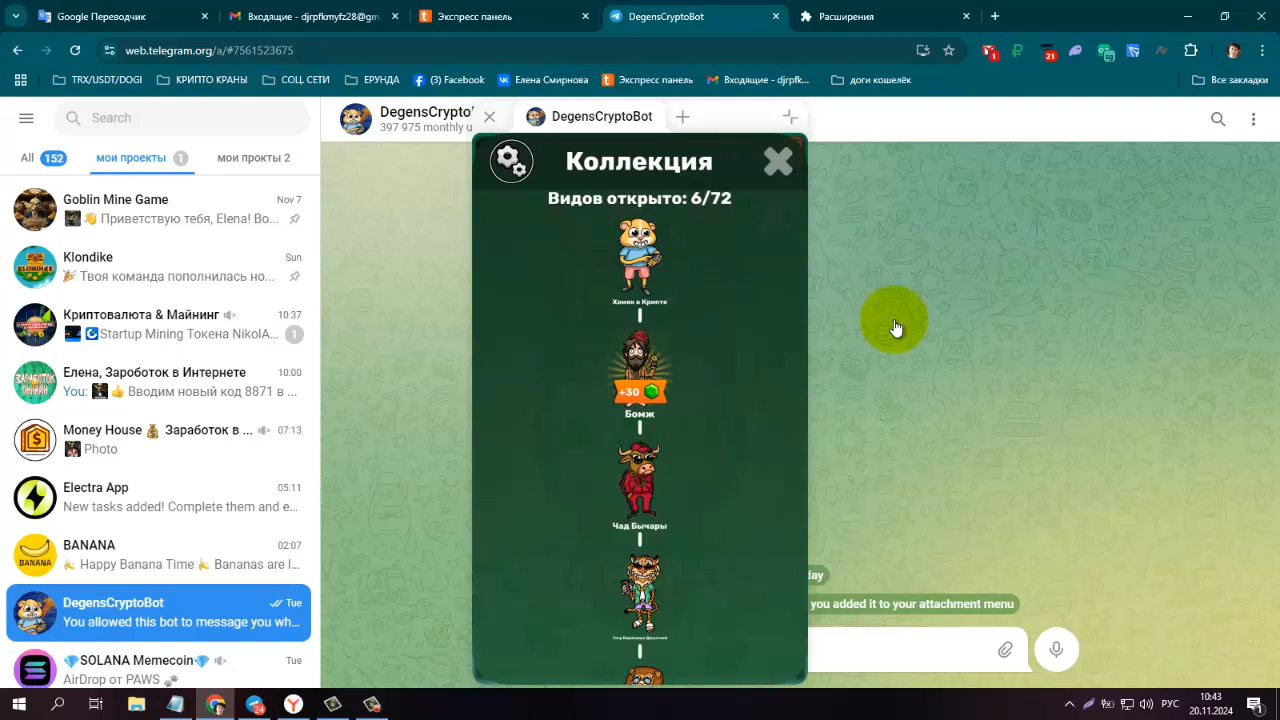 Google Переводчик
Входящие - djrpfkmyfz28@gm
Экспресс панель
DegensCryptoBot
Расширения
web.telegram.org/a/#7561523675
1
21
TRX/USDT/DOGI
КРИПТО КРАНЫ
СОЦ. СЕТИ
ЕРУНДА
(3) Facebook
Елена Смирнова
Экспресс панель
Входящие - djrpfk...
доги кошелёк
Все закладки
Search
All 152
мои проекты 1
мои прокты 2
Goblin Mine Game
Nov 7
Приветствую тебя, Elena! Во...
Klondike
Sun
Твоя команда пополнилась но...
Криптовалюта & Майнинг
10:37
Startup Mining Токена NikolA...
1
Елена, Зароботок в Интернете
10:00
You: Вводим новый код 8871 в ...
Money House Зароботок в ...
07:13
Photo
Electra App
05:11
New tasks added! Complete them and e...
BANANA
02:07
Happy Banana Time Bananas are l...
DegensCryptoBot
Tue
You allowed this bot to message you wh...
SOLANA Memecoin
Tue
AirDrop от PAWS
DegensCrypto
397 975 monthly u
DegensCryptoBot
Коллекция
Видов открыто: 6/72
Хомяк в Крипте
+30
Бомж
Чад Бычары
day
you added it to your attachment menu
24
РУС
10:43
20.11.2024